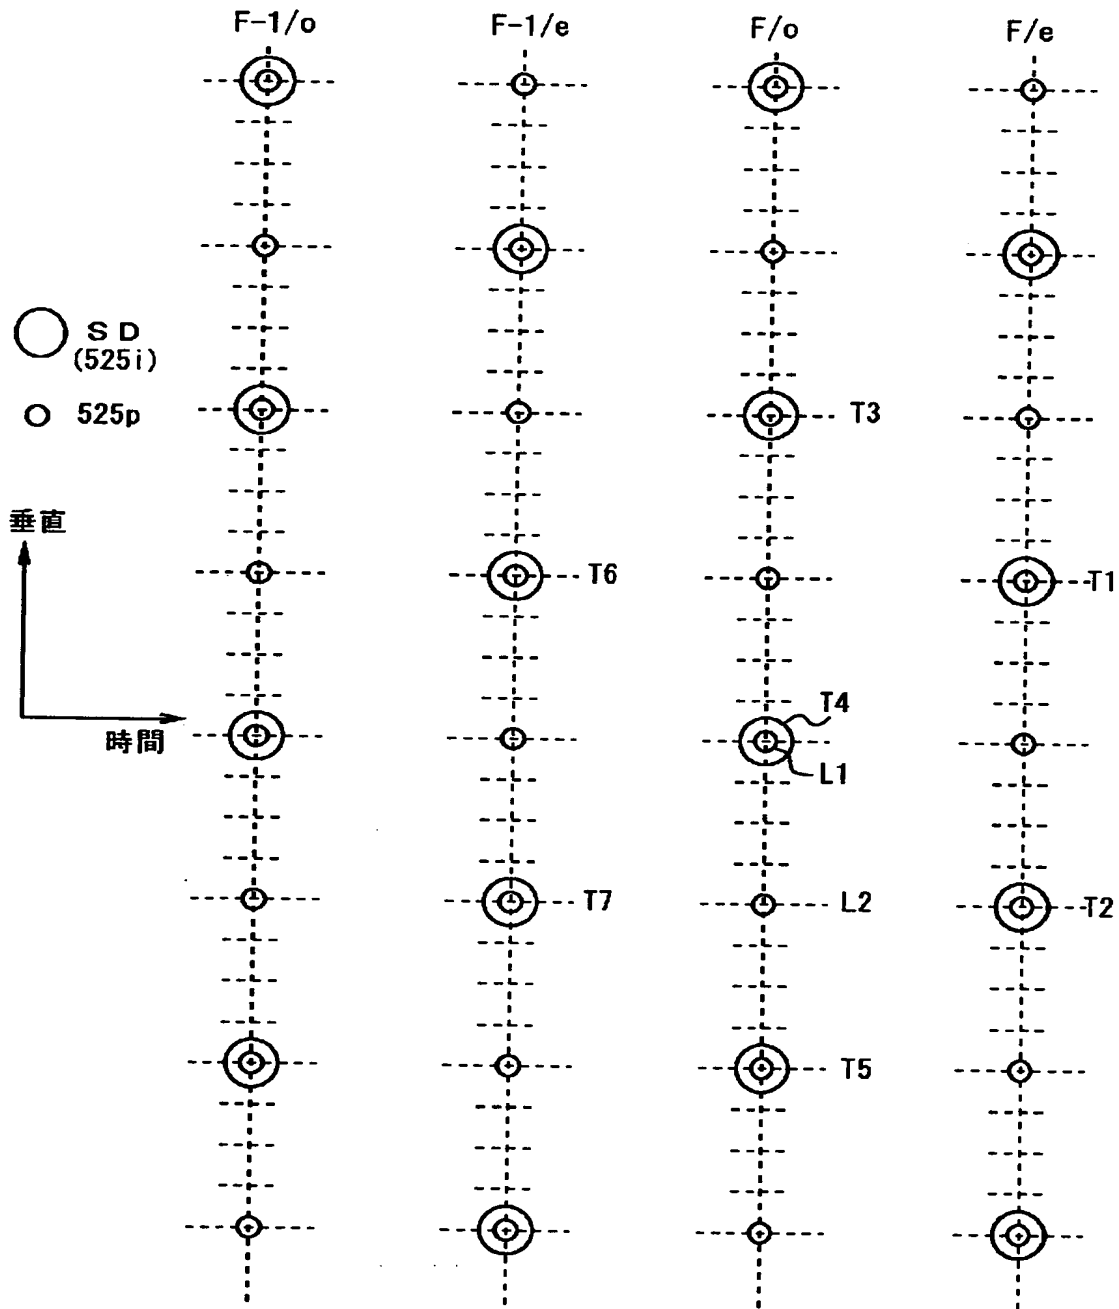 F-1/o
F-1/e
F/o
F/e
SD
(525i)
525p
T3
垂直
T6
T1
時間
T4
L1
T7
L2
T2
T5